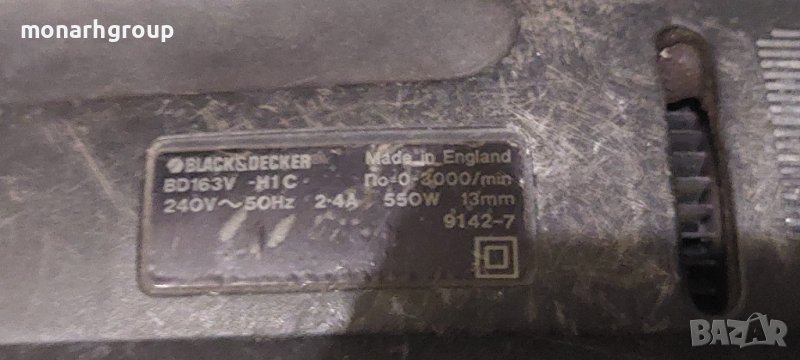 monarhgroup
BLACK&DECKER
Made in England
BD163V -H1C·
no-0-3000/min
240V~50Hz 2·4A 550W 13mm
9142-7
BAZAR